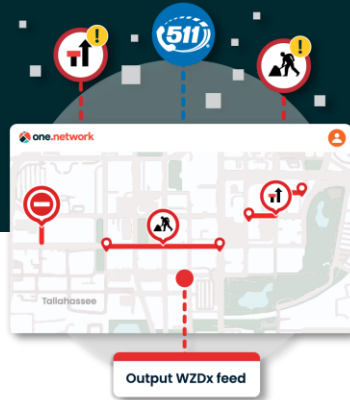 !
511
!
one.network
Tallahassee
Output WZDx feed